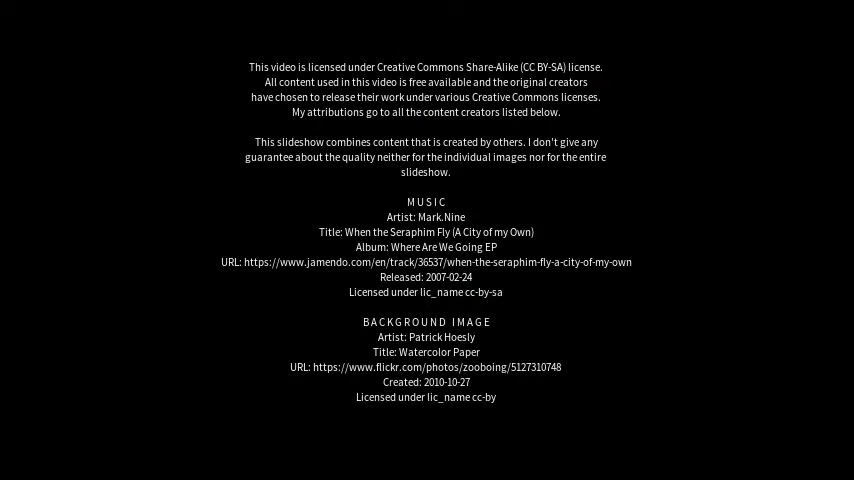 This video is licensed under Creative Commons Share-Alike (CC BY-SA) license.
All content used in this video is free available and the original creators
have chosen to release their work under various Creative Commons licenses.
My attributions go to all the content creators listed below.
This slideshow combines content that is created by others. I don't give any
guarantee about the quality neither for the individual images nor for the entire
slideshow.
MUSIC
Artist: Mark.Nine
Title: When the Seraphim Fly (A City of my Own)
Album: Where Are We Going EP
URL: https://www.jamendo.com/en/track/36537/when-the-seraphim-fly-a-city-of-my-own
Released: 2007-02-24
Licensed under lic_name cc-by-sa
BACKGROUND IMAGE
Artist: Patrick Hoesly
Title: Watercolor Paper
URL: https://www.flickr.com/photos/zooboing/5127310748
Created: 2010-10-27
Licensed under lic_name cc-by